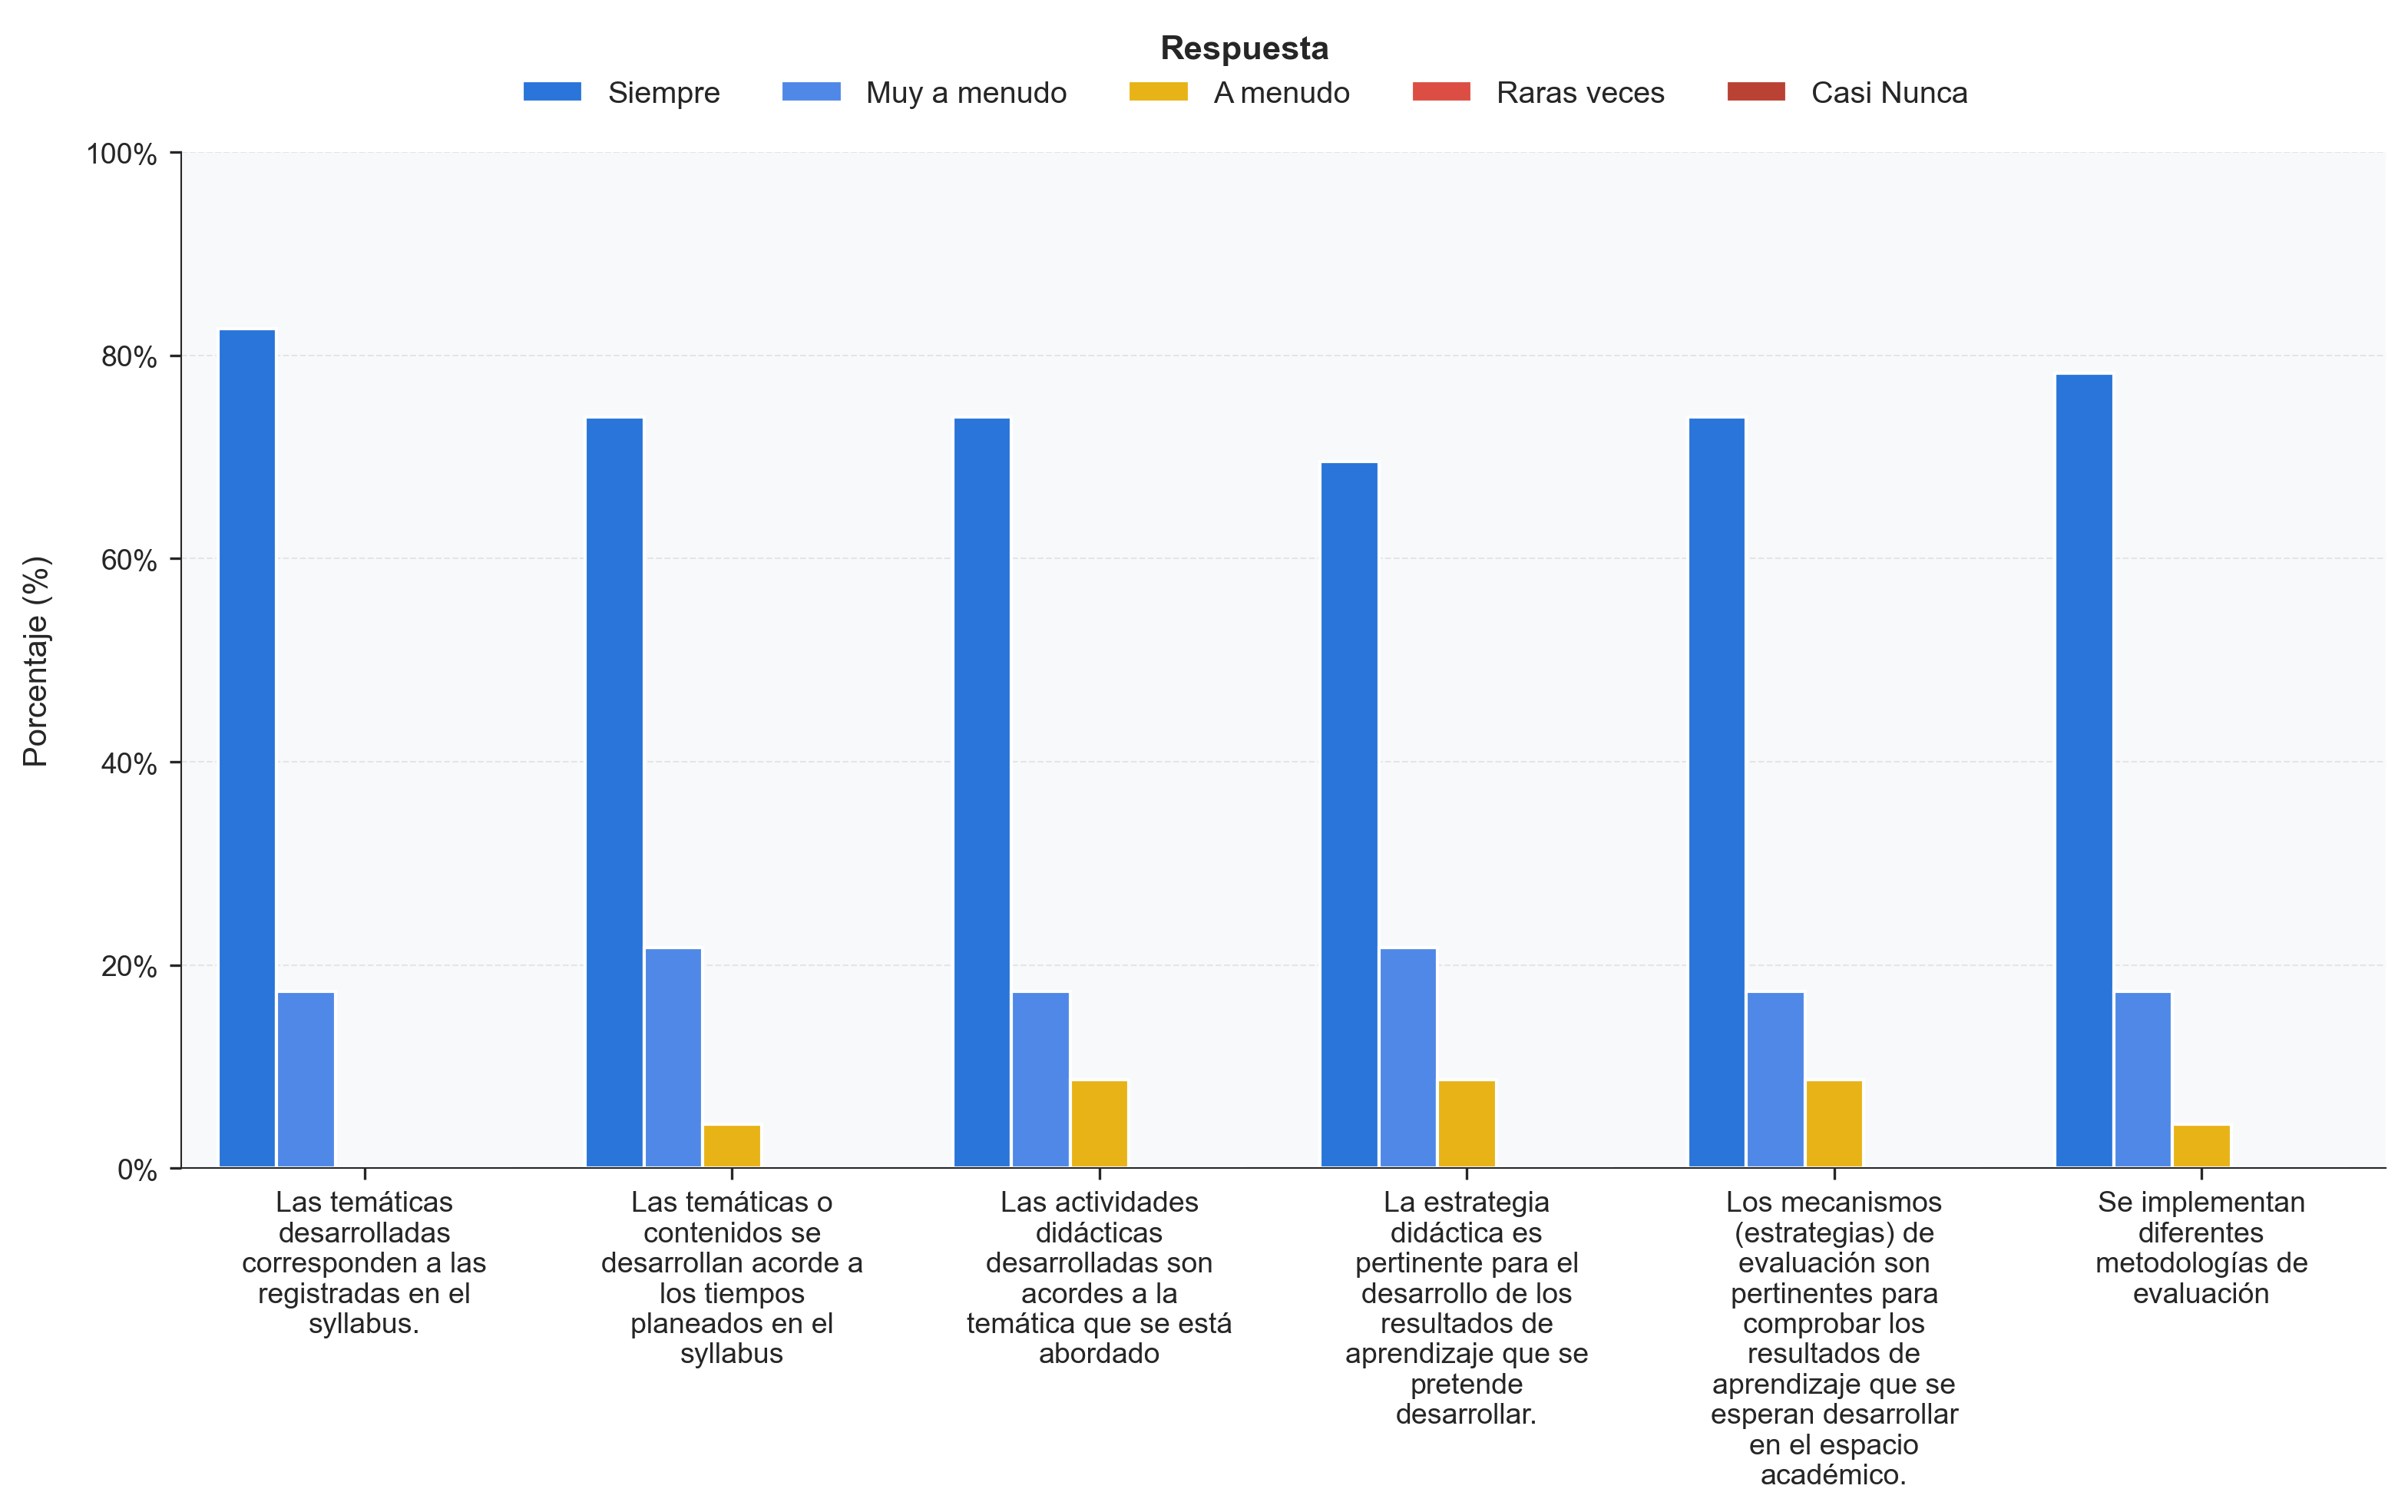 Respuesta
Siempre Muy a menudo A menudo Raras veces Casi Nunca
100%
80%
60%
40%
20%
0%
Porcentaje (%)
Las temáticas
desarrolladas
corresponden a las
registradas en el
syllabus.
Las temáticas o
contenidos se
desarrollan acorde a
los tiempos
planeados en el
syllabus
Las actividades
didácticas
desarrolladas son
acordes a la
temática que se está
abordado
La estrategia
didáctica es
pertinente para el
desarrollo de los
resultados de
aprendizaje que se
pretende
desarrollar.
Los mecanismos
(estrategias) de
evaluación son
pertinentes para
comprobar los
resultados de
aprendizaje que se
esperan desarrollar
en el espacio
académico.
Se implementan
diferentes
metodologías de
evaluación